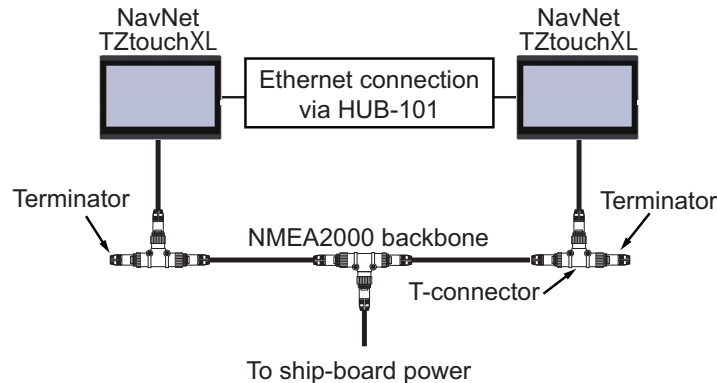 NavNet
TZtouchXL
NavNet
TZtouchXL
Ethernet connection
via HUB-101
Terminator
Terminator
NMEA2000 backbone
T-connector
To ship-board power